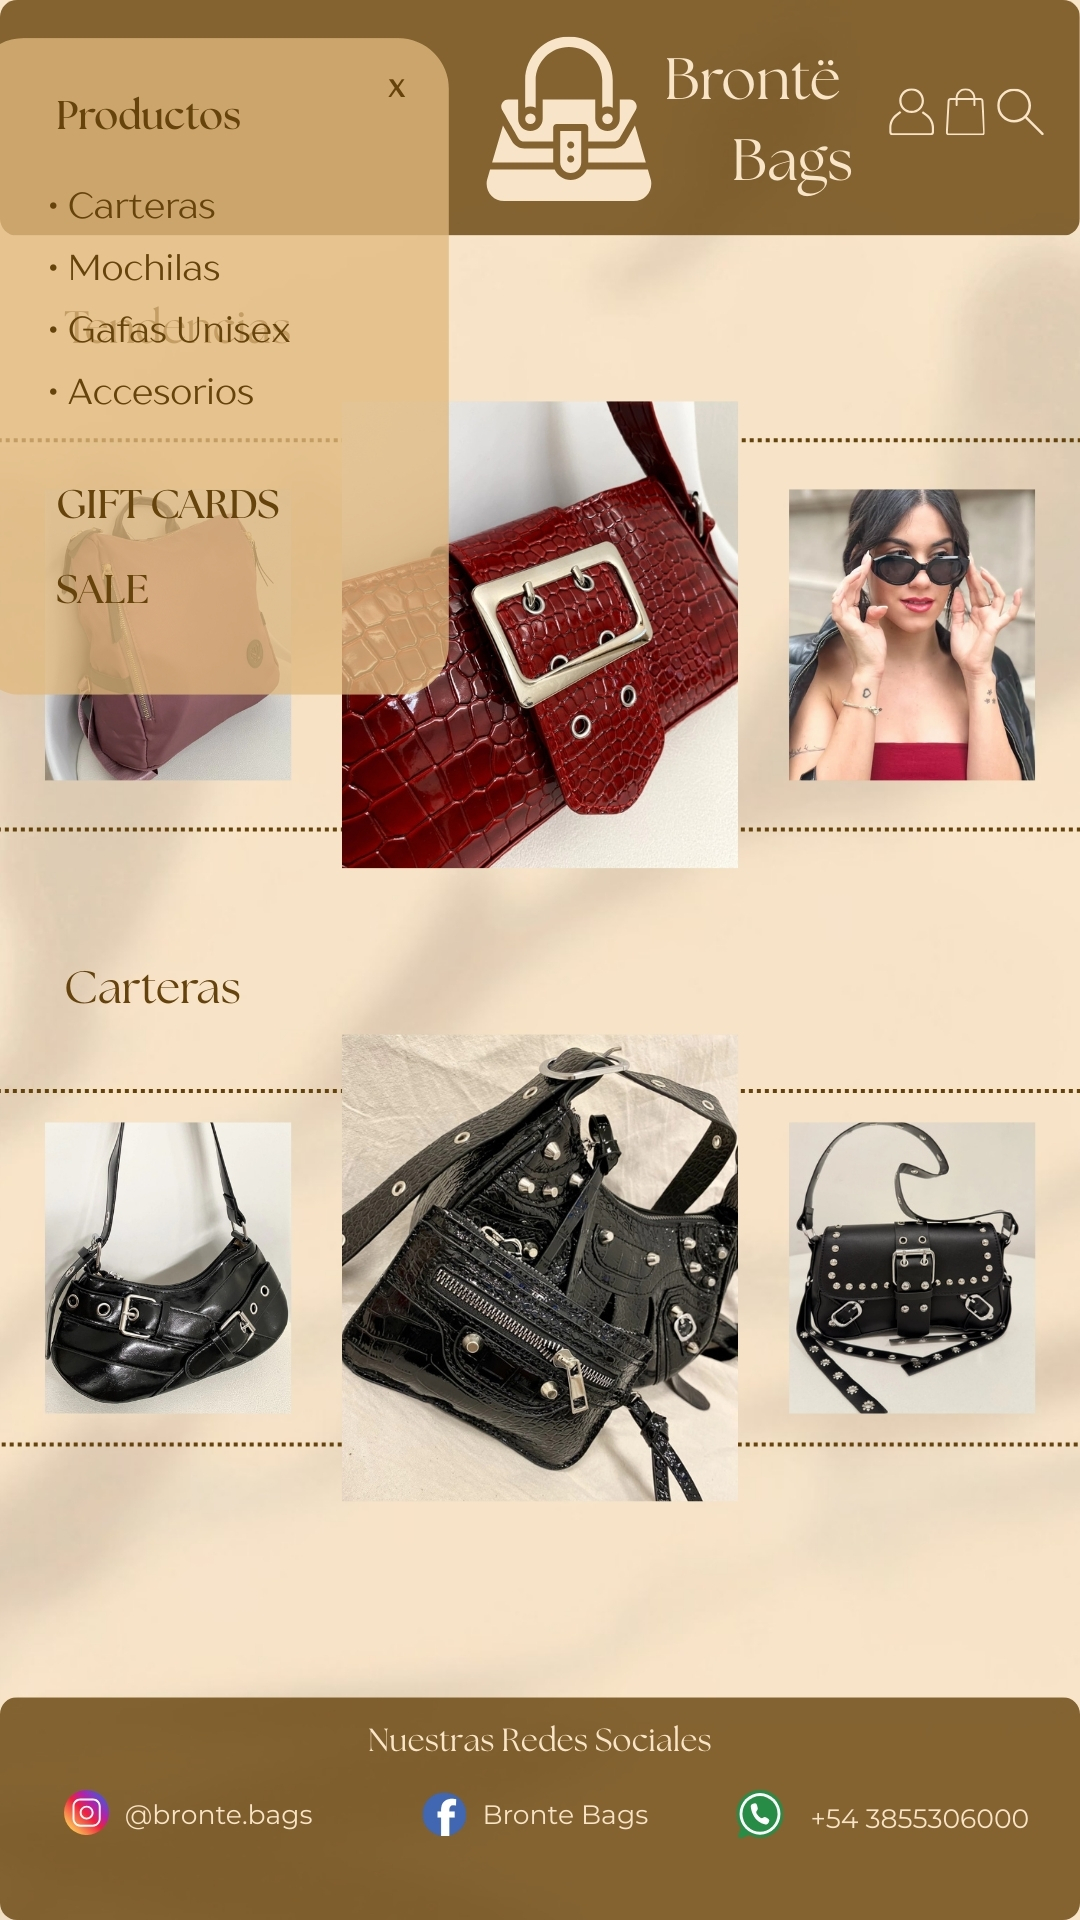 Brontë
Bags
x
Productos
• Carteras
• Mochilas
Tendencias
• Gafas Unisex
• Accesorios
GIFT CARDS
SALE
Carteras
Nuestras Redes Sociales
@bronte.bags
Bronte Bags
+54 3855306000